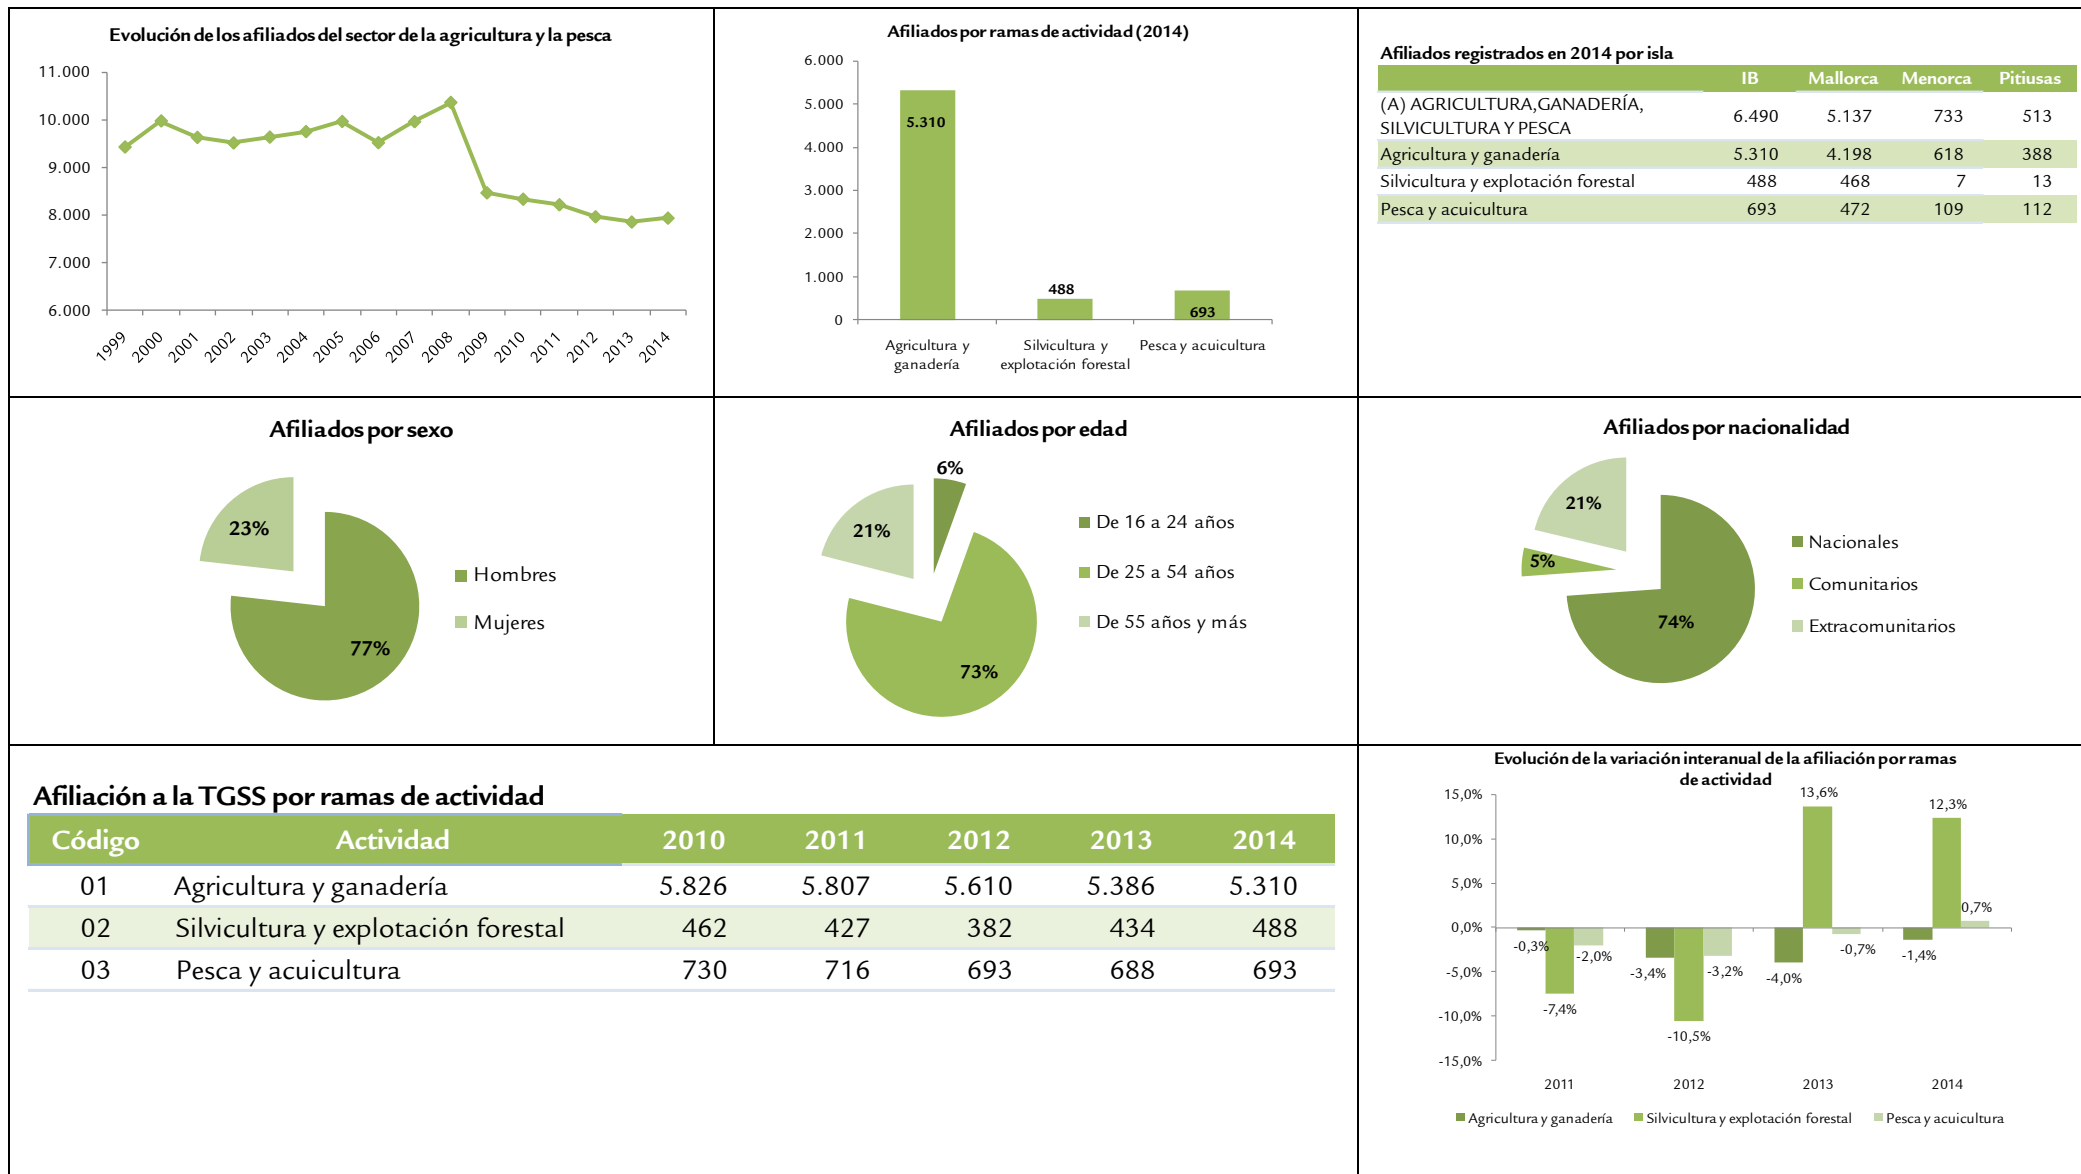 Evolución de los afiliados del sector de la agricultura y la pesca
11.000
10.000
9.000
8.000
7.000
6.000
1999 2000 2001 2002 2003 2004 2005 2006 2007 2008 2009 2010 2011 2012 2013 2014
Afiliados por ramas de actividad (2014)
6.000
5.000
4.000
3.000
2.000
1.000
0
5.310
488
693
Agricultura y
ganadería
Silvicultura y
explotación forestal
Pesca y acuicultura
Afiliados registrados en 2014 por isla
IB Mallorca Menorca Pitiusas
(A) AGRICULTURA,GANADERÍA,
SILVICULTURA Y PESCA 6.490 5.137 733 513
Agricultura y ganadería 5.310 4.198 618 388
Silvicultura y explotación forestal 488 468 7 13
Pesca y acuicultura 693 472 109 112
Afiliados por sexo
23%
77%
Hombres
Mujeres
Afiliados por edad
6%
21%
73%
De 16 a 24 años
De 25 a 54 años
De 55 años y más
Afiliados por nacionalidad
21%
5%
74%
Nacionales
Comunitarios
Extracomunitarios
Afiliación a la TGSS por ramas de actividad
Código Actividad 2010 2011 2012 2013 2014
01 Agricultura y ganadería 5.826 5.807 5.610 5.386 5.310
02 Silvicultura y explotación forestal 462 427 382 434 488
03 Pesca y acuicultura 730 716 693 688 693
Evolución de la variación interanual de la afiliación por ramas
de actividad
15,0%
10,0%
5,0%
0,0%
-5,0%
-10,0%
-15,0%
-0,3%
-7,4%
-2,0%
-3,4%
-10,5%
-3,2%
-4,0%
13,6%
-0,7%
-1,4%
12,3%
0,7%
2011 2012 2013 2014
Agricultura y ganadería Silvicultura y explotación forestal Pesca y acuicultura